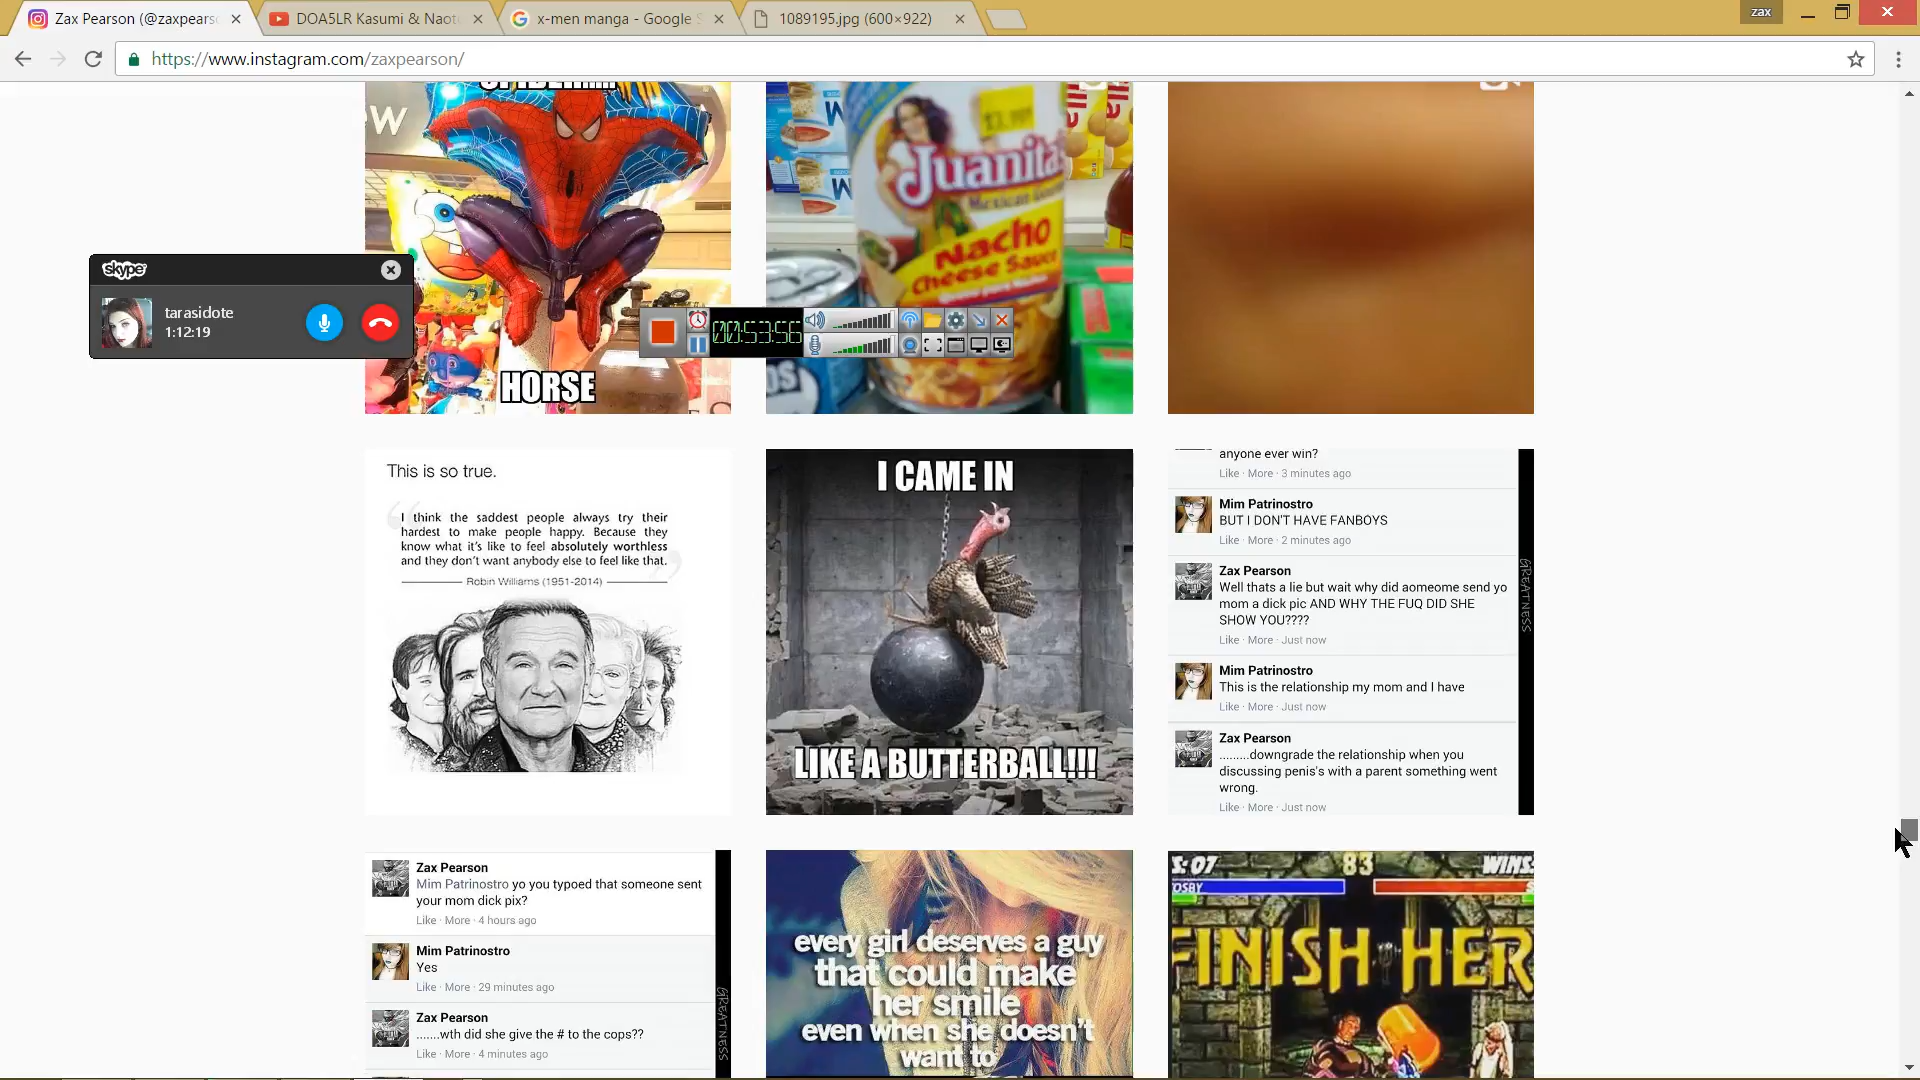 Zax Pearson (@zaxpears
DOA5LR Kasumi & Naot
x-men manga - Google S
1089195.jpg (600×922)
zax
https://www.instagram.com/zaxpearson/
Juanita's
Mexican
Nacho
Cheese Sauce
skype
tarasidote
1:12:19
00:53:56
HORSE
This is so true.
I think the saddest people always try their
hardest to make people happy. Because they
know what it's like to feel absolutely worthless
and they don't want anybody else to feel like that.
Robin Williams (1951-2014)
I CAME IN
LIKE A BUTTERBALL!!!
anyone ever win?
Like · More · 3 minutes ago
Mim Patrinostro
BUT I DON'T HAVE FANBOYS
Like · More · 2 minutes ago
Zax Pearson
Well thats a lie but wait why did aomeome send yo
mom a dick pic AND WHY THE FUQ DID SHE
SHOW YOU????
Like · More · Just now
Mim Patrinostro
This is the relationship my mom and I have
Like · More · Just now
Zax Pearson
.........downgrade the relationship when you
discussing penis's with a parent something went
wrong.
Like · More · Just now
GREATNESS
Zax Pearson
Mim Patrinostro yo you typoed that someone sent
your mom dick pix?
Like · More · 4 hours ago
Mim Patrinostro
Yes
Like · More · 29 minutes ago
Zax Pearson
.......wth did she give the # to the cops??
Like · More · 4 minutes ago
GREATNESS
every girl deserves a guy
that could make
her smile
even when she doesn't
want to
S:07 83 WINS:
OSBY
FINISH HER